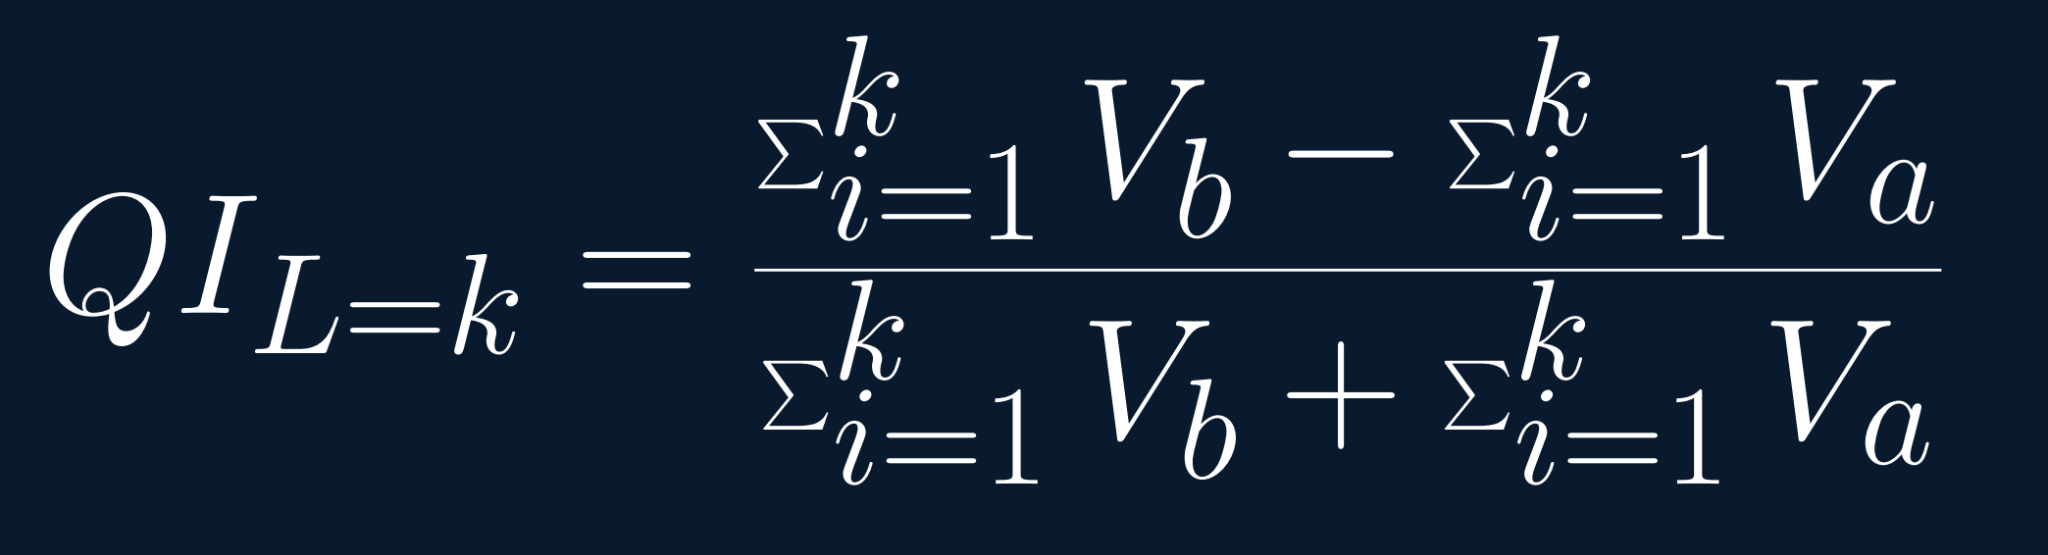 $QI_{L=k} = \frac{\Sigma_{i=1}^{k} V_b - \Sigma_{i=1}^{k} V_a}{\Sigma_{i=1}^{k} V_b + \Sigma_{i=1}^{k} V_a}$